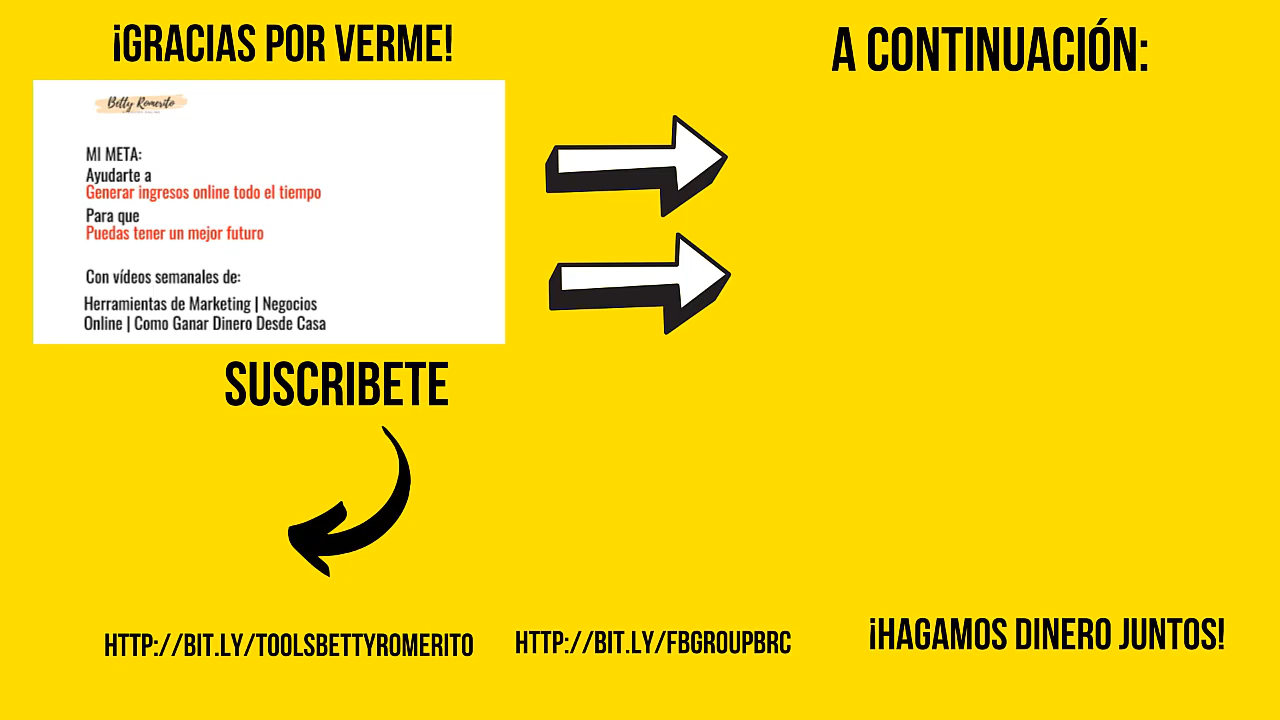 ¡GRACIAS POR VERME!
A CONTINUACIÓN:
Betty Romerito
MI META:
Ayudarte a
Generar ingresos online todo el tiempo
Para que
Puedas tener un mejor futuro
Con vídeos semanales de:
Herramientas de Marketing | Negocios
Online | Como Ganar Dinero Desde Casa
SUSCRIBETE
HTTP://BIT.LY/TOOLSBETTYROMERITO
HTTP://BIT.LY/FBGROUPBRC
¡HAGAMOS DINERO JUNTOS!